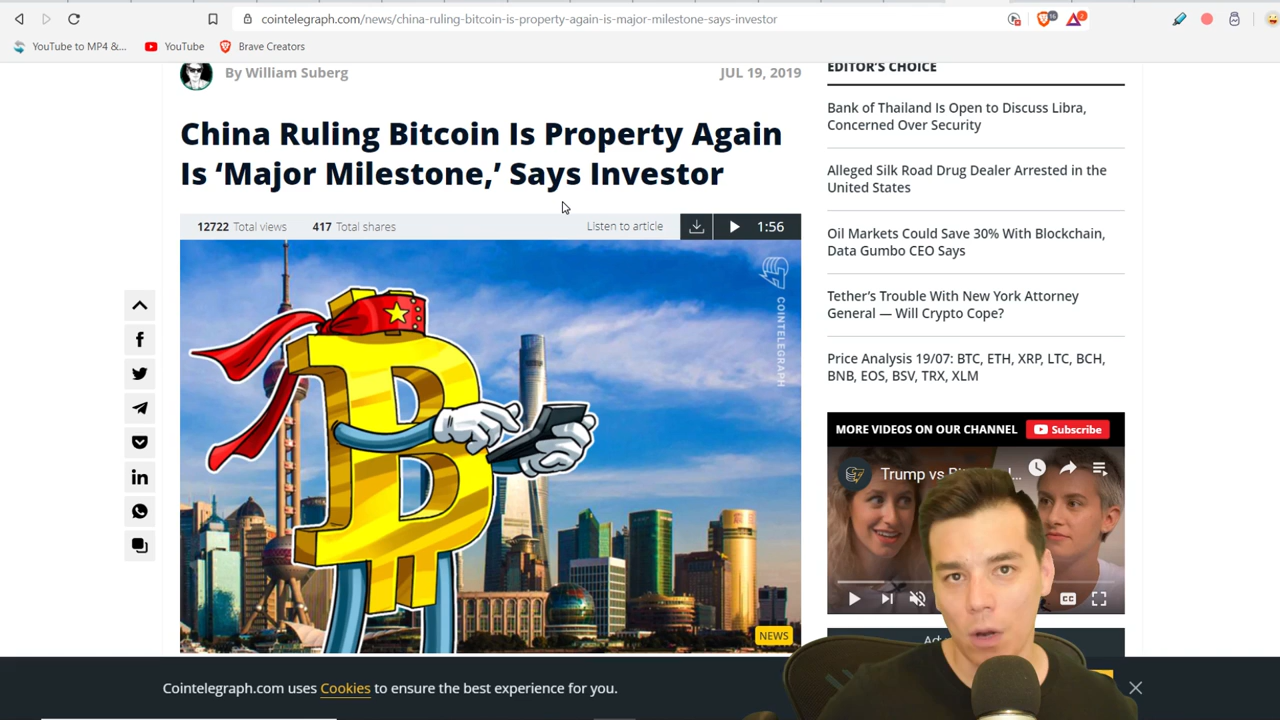 cointelegraph.com/news/china-ruling-bitcoin-is-property-again-is-major-milestone-says-investor
16
2
YouTube to MP4 &...
YouTube
Brave Creators
By William Suberg
JUL 19, 2019
China Ruling Bitcoin Is Property Again
Is ‘Major Milestone,’ Says Investor
12722 Total views
417 Total shares
Listen to article
1:56
COINTELEGRAPH
NEWS
EDITOR’S CHOICE
Bank of Thailand Is Open to Discuss Libra,
Concerned Over Security
Alleged Silk Road Drug Dealer Arrested in the
United States
Oil Markets Could Save 30% With Blockchain,
Data Gumbo CEO Says
Tether’s Trouble With New York Attorney
General — Will Crypto Cope?
Price Analysis 19/07: BTC, ETH, XRP, LTC, BCH,
BNB, EOS, BSV, TRX, XLM
MORE VIDEOS ON OUR CHANNEL
Subscribe
Trump vs
CC
Cointelegraph.com uses Cookies to ensure the best experience for you.